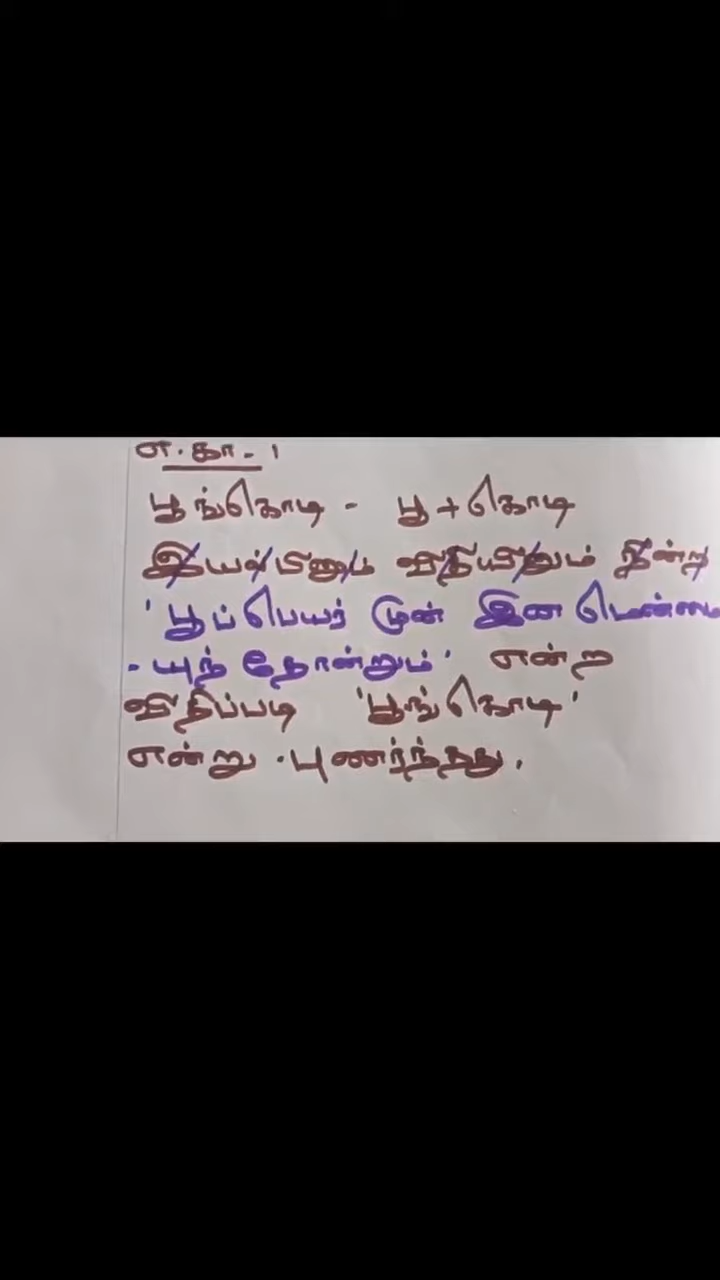 எ.கா - 1
பூங்கொடி - பூ + கொடி
இயல்பினும் விதியினும் நின்ற
'பூப்பெயர் முன் இன மென்மை
- யுந் தோன்றும்' என்ற
விதிப்படி 'பூங்கொடி'
என்று புணர்ந்தது.